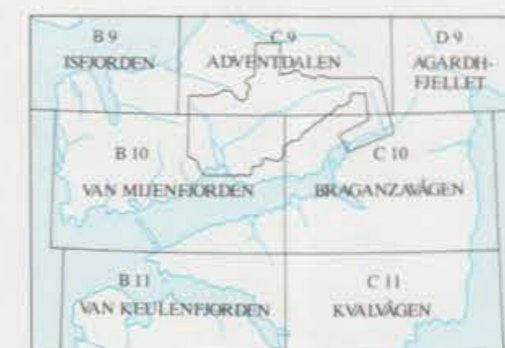 B 9
ISFJORDEN
C 9
ADVENTDALEN
D 9
AGARDH-
FJELLET
B 10
VAN MIJENFJORDEN
C 10
BRAGANZAVÅGEN
B 11
VAN KEULENFJORDEN
C 11
KVALVÅGEN